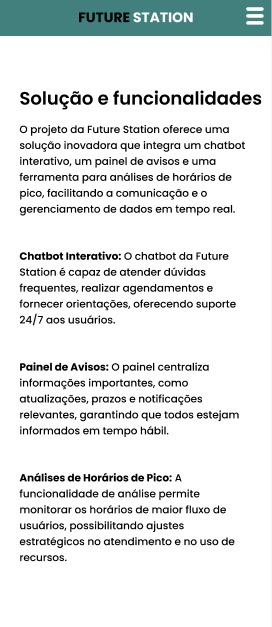 FUTURE STATION
Solução e funcionalidades
O projeto da Future Station oferece uma
solução inovadora que integra um chatbot
interativo, um painel de avisos e uma
ferramenta para análises de horários de
pico, facilitando a comunicação e o
gerenciamento de dados em tempo real.
Chatbot Interativo: O chatbot da Future
Station é capaz de atender dúvidas
frequentes, realizar agendamentos e
fornecer orientações, oferecendo suporte
24/7 aos usuários.
Painel de Avisos: O painel centraliza
informações importantes, como
atualizações, prazos e notificações
relevantes, garantindo que todos estejam
informados em tempo hábil.
Análises de Horários de Pico: A
funcionalidade de análise permite
monitorar os horários de maior fluxo de
usuários, possibilitando ajustes
estratégicos no atendimento e no uso de
recursos.